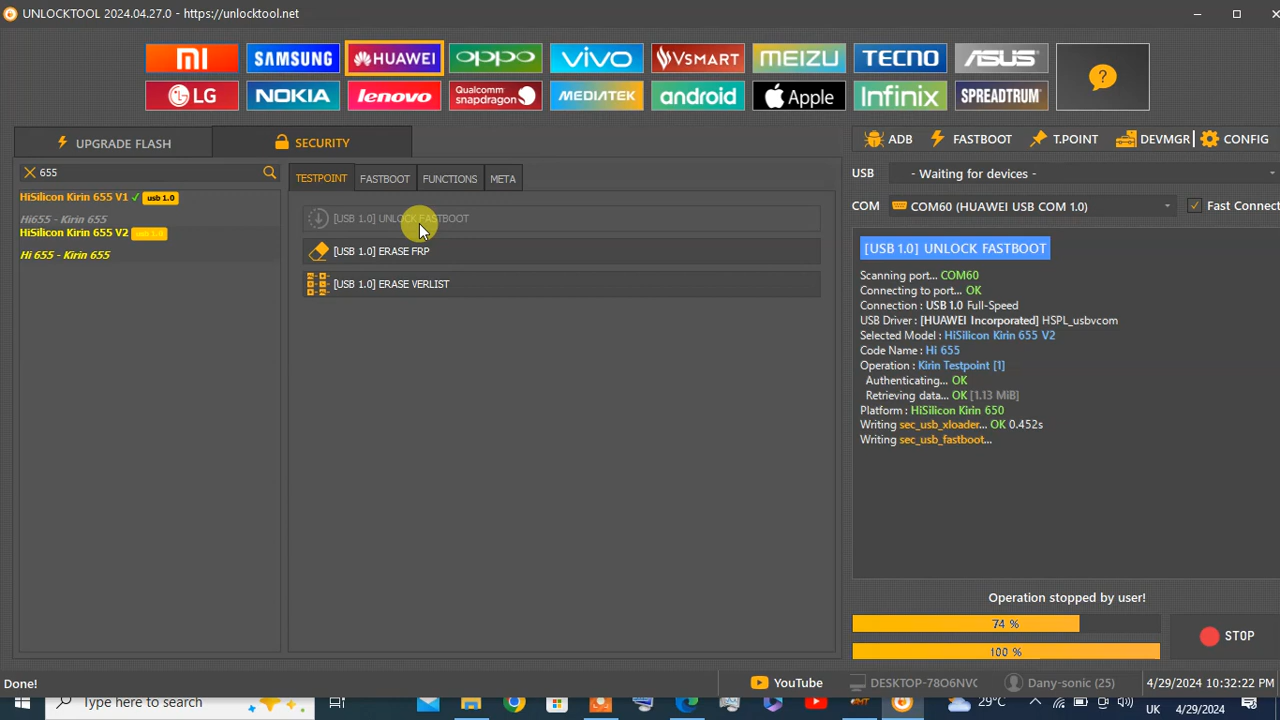 UNLOCKTOOL 2024.04.27.0 - https://unlocktool.net
mi SAMSUNG HUAWEI oppo vivo VSMART MEIZU TECNO ASUS ?
LG NOKIA lenovo Qualcomm snapdragon MEDIATEK android Apple Infinix SPREADTRUM
UPGRADE FLASH SECURITY
ADB FASTBOOT T.POINT DEVMGR CONFIG
655
TESTPOINT FASTBOOT FUNCTIONS META
USB - Waiting for devices -
HiSilicon Kirin 655 V1 ✓ usb 1.0
Hi655 - Kirin 655
HiSilicon Kirin 655 V2 usb 1.0
Hi 655 - Kirin 655
[USB 1.0] UNLOCK FASTBOOT
[USB 1.0] ERASE FRP
[USB 1.0] ERASE VERLIST
COM COM60 (HUAWEI USB COM 1.0) Fast Connect
[USB 1.0] UNLOCK FASTBOOT
Scanning port... COM60
Connecting to port... OK
Connection : USB 1.0 Full-Speed
USB Driver : [HUAWEI Incorporated] HSPL_usbvcom
Selected Model : HiSilicon Kirin 655 V2
Code Name : Hi 655
Operation : Kirin Testpoint [1]
Authenticating... OK
Retrieving data... OK [1.13 MiB]
Platform : HiSilicon Kirin 650
Writing sec_usb_xloader... OK 0.452s
Writing sec_usb_fastboot...
Operation stopped by user!
74 %
100 %
STOP
Done!
YouTube DESKTOP-78O6NVC Dany-sonic (25) 4/29/2024 10:32:22 PM
Type here to search
29°C UK 4/29/2024